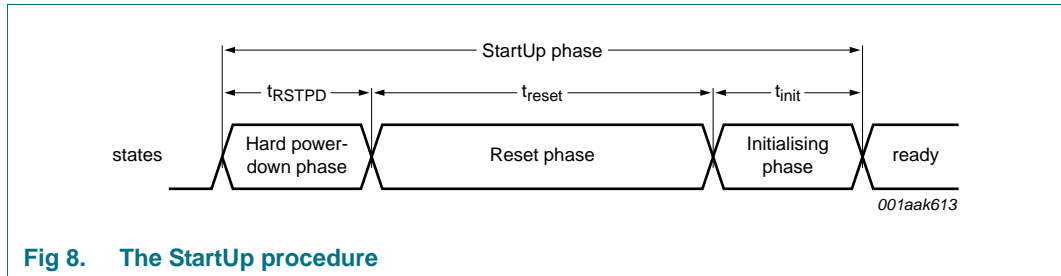 StartUp phase
tRSTPD
treset
tinit
states
Hard power-
down phase
Reset phase
Initialising
phase
ready
001aak613
Fig 8. The StartUp procedure